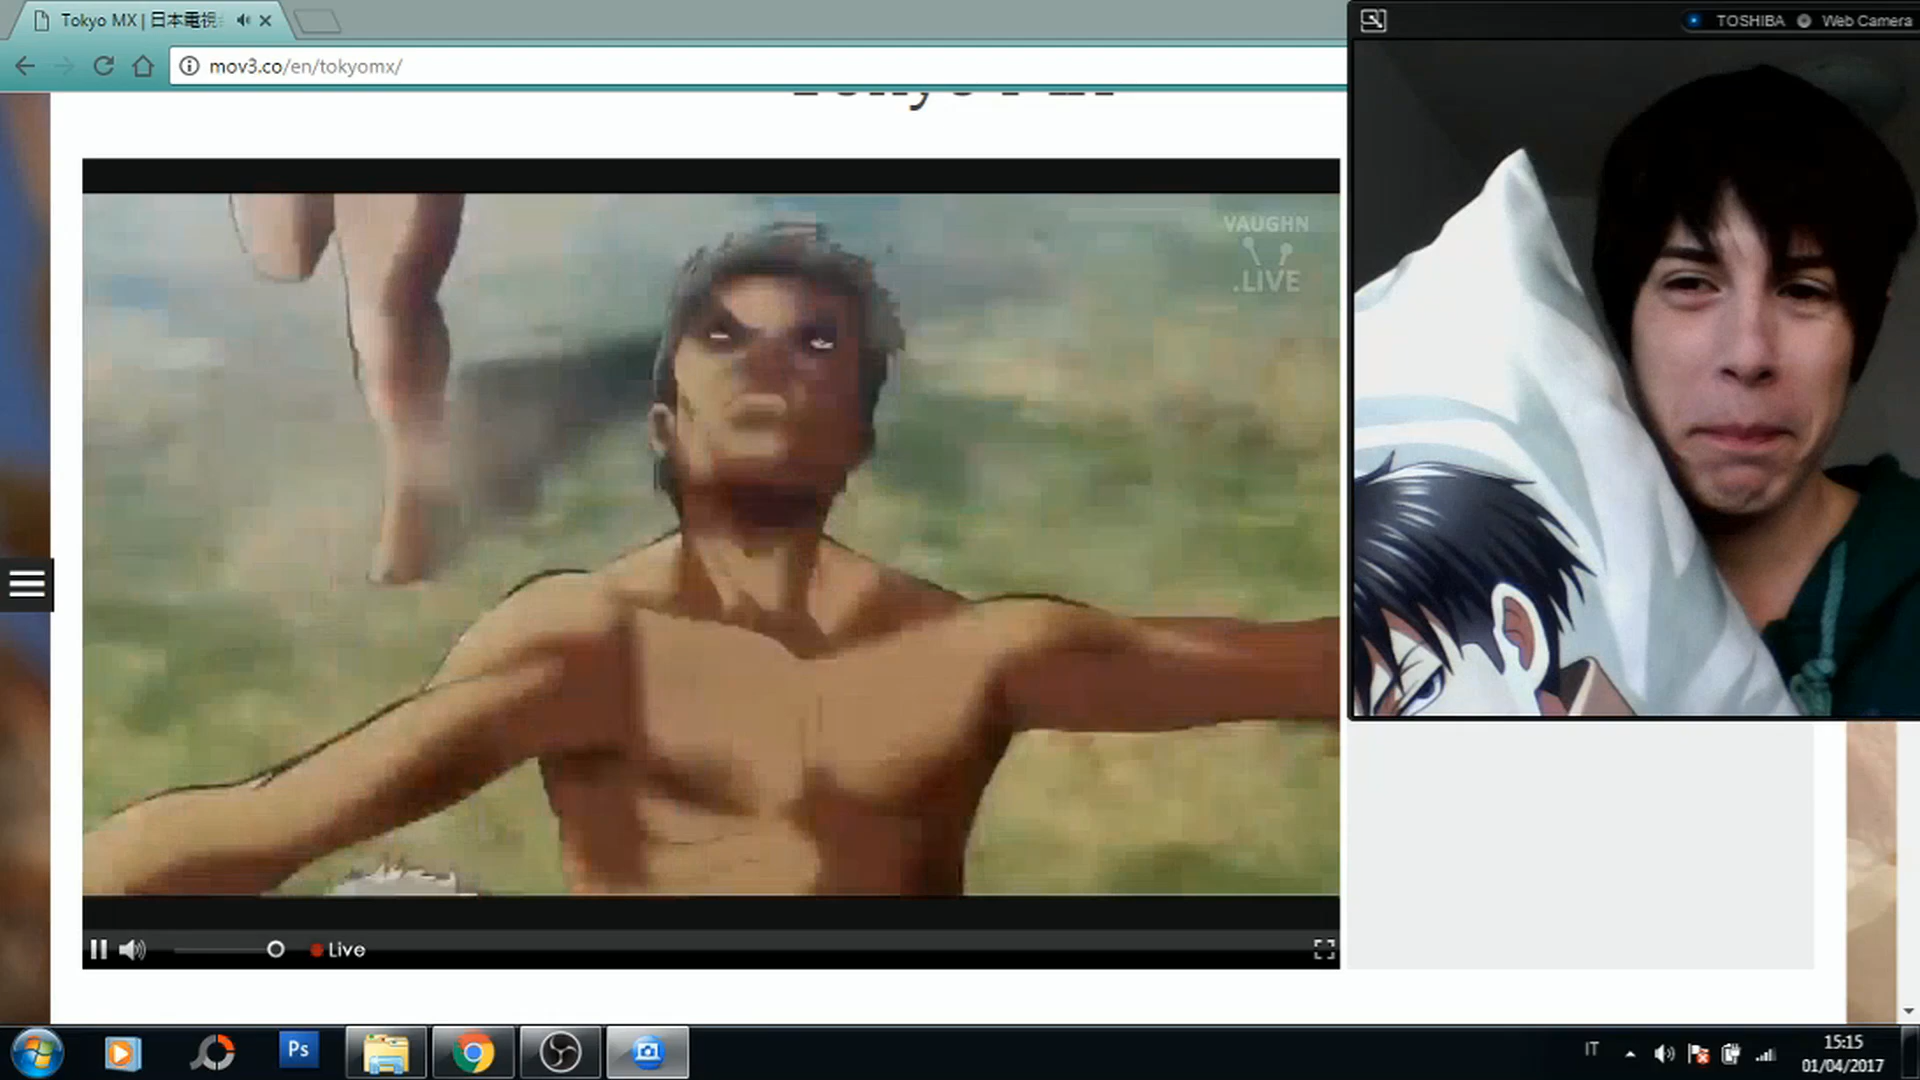 Tokyo MX | 日本電視
TOSHIBA Web Camera
mov3.co/en/tokyomx/
VAUGHN
.LIVE
Live
Ps
IT
15:15
01/04/2017